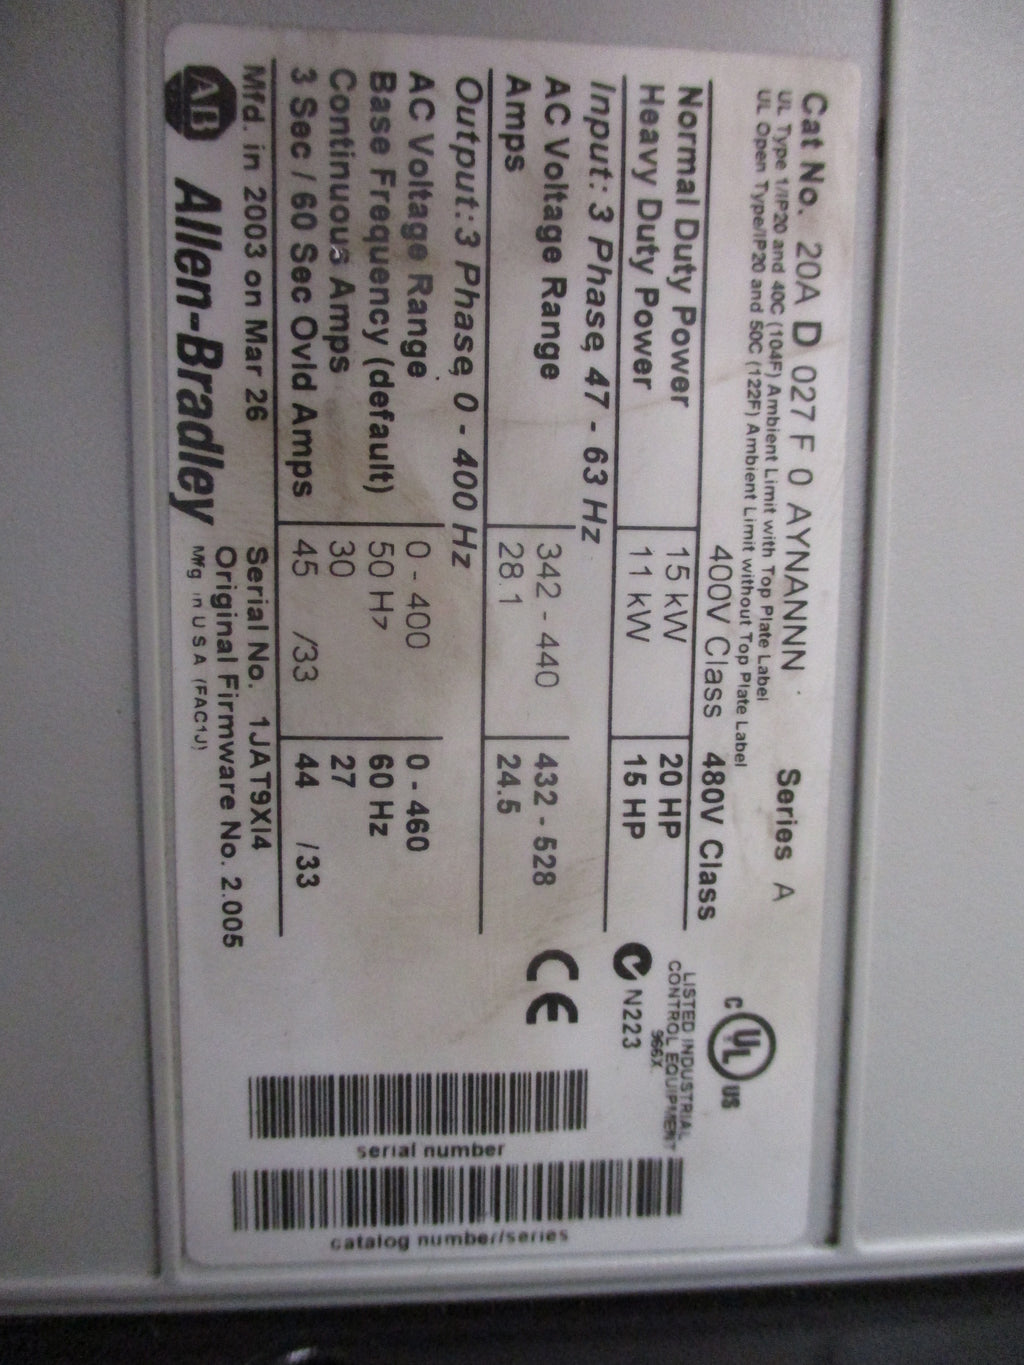 Cat No. 20A D 027 F 0 AYNANNN Series A
UL Type 1/IP20 and 40C (104F) Ambient Limit with Top Plate Label
UL Open Type/IP20 and 50C (122F) Ambient Limit without Top Plate Label
400V Class 480V Class
Normal Duty Power 15 kW 20 HP
Heavy Duty Power 11 kW 15 HP
Input: 3 Phase, 47 - 63 Hz
AC Voltage Range 342 - 440 432 - 528
Amps 28.1 24.5
Output: 3 Phase, 0 - 400 Hz
AC Voltage Range 0 - 400 0 - 460
Base Frequency (default) 50 Hz 60 Hz
Continuous Amps 30 27
3 Sec / 60 Sec Ovld Amps 45 /33 44 /33
Mfd. in 2003 on Mar 26 Serial No. 1JAT9XI4
Original Firmware No. 2.005
AB Allen-Bradley Mfg in U S A (FAC1J)
C UL US
LISTED INDUSTRIAL
CONTROL EQUIPMENT
966X
N223
CE
serial number
catalog number/series